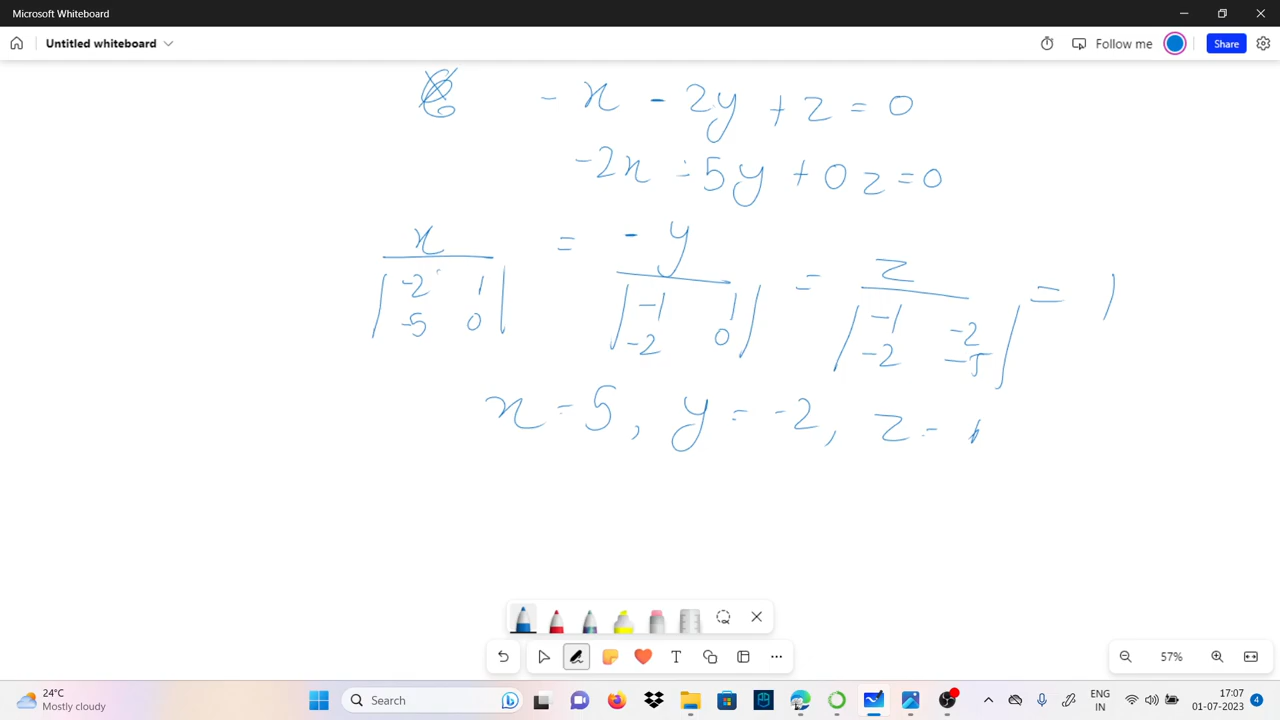 Microsoft Whiteboard
Untitled whiteboard
Follow me
Share
- x - 2y + z = 0
-2x - 5y + 0z = 0
x = - y = z = 1
|-2 1| |-1 1| |-1 -2|
|-5 0| |-2 0| |-2 -5|
x = 5, y = -2, z = 1
57%
24°C
Mostly cloudy
Search
ENG
IN
17:07
01-07-2023
4